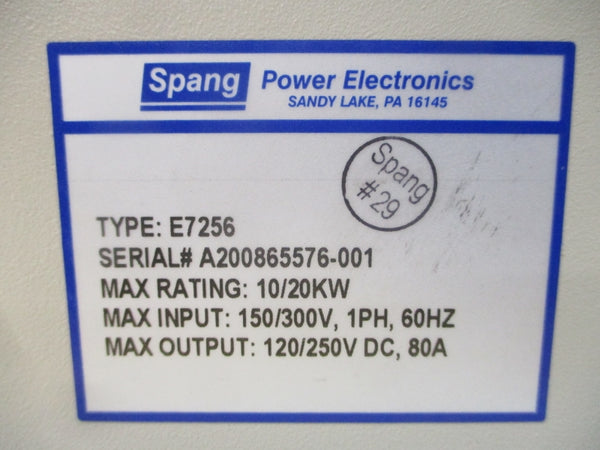 Spang Power Electronics
SANDY LAKE, PA 16145
Spang
#29
TYPE: E7256
SERIAL# A200865576-001
MAX RATING: 10/20KW
MAX INPUT: 150/300V, 1PH, 60HZ
MAX OUTPUT: 120/250V DC, 80A